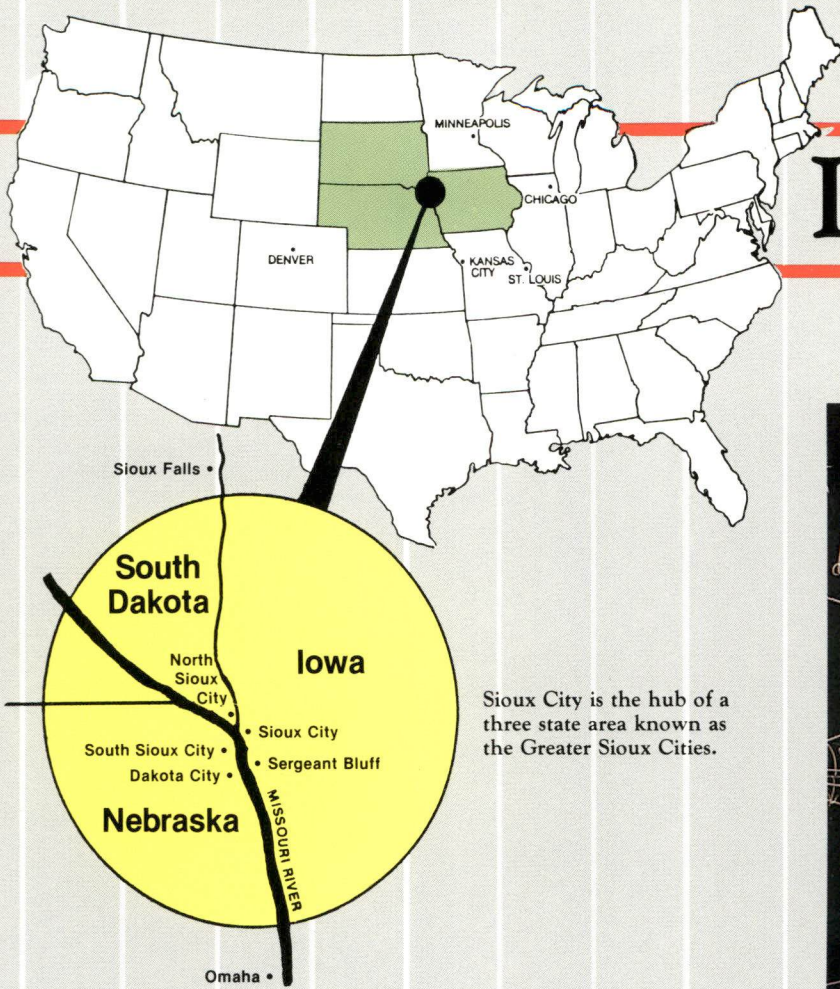 MINNEAPOLIS
CHICAGO
DENVER
KANSAS
CITY
ST. LOUIS
Sioux Falls
South
Dakota
Iowa
North
Sioux
City
Sioux City
South Sioux City
Sergeant Bluff
Dakota City
Nebraska
MISSOURI RIVER
Omaha
Sioux City is the hub of a
three state area known as
the Greater Sioux Cities.